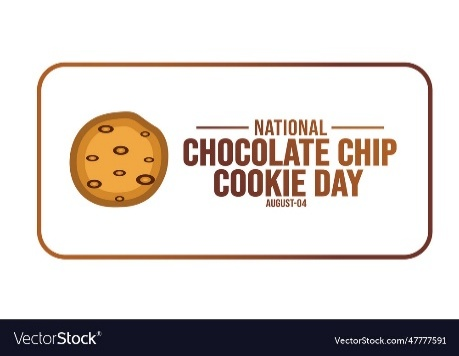 NATIONAL
CHOCOLATE CHIP
COOKIE DAY
AUGUST-04
VectorStock®
VectorStock.com/47777591